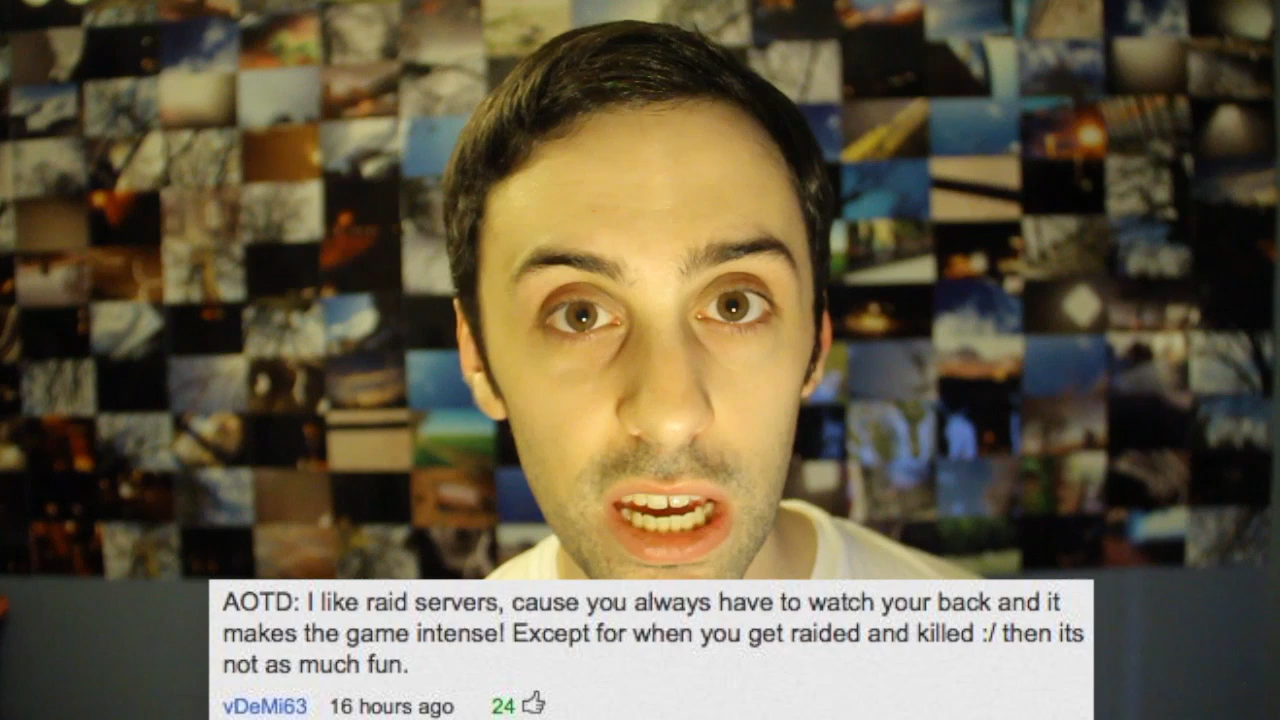 AOTD: I like raid servers, cause you always have to watch your back and it
makes the game intense! Except for when you get raided and killed :/ then its
not as much fun.
vDeMi63 16 hours ago 24